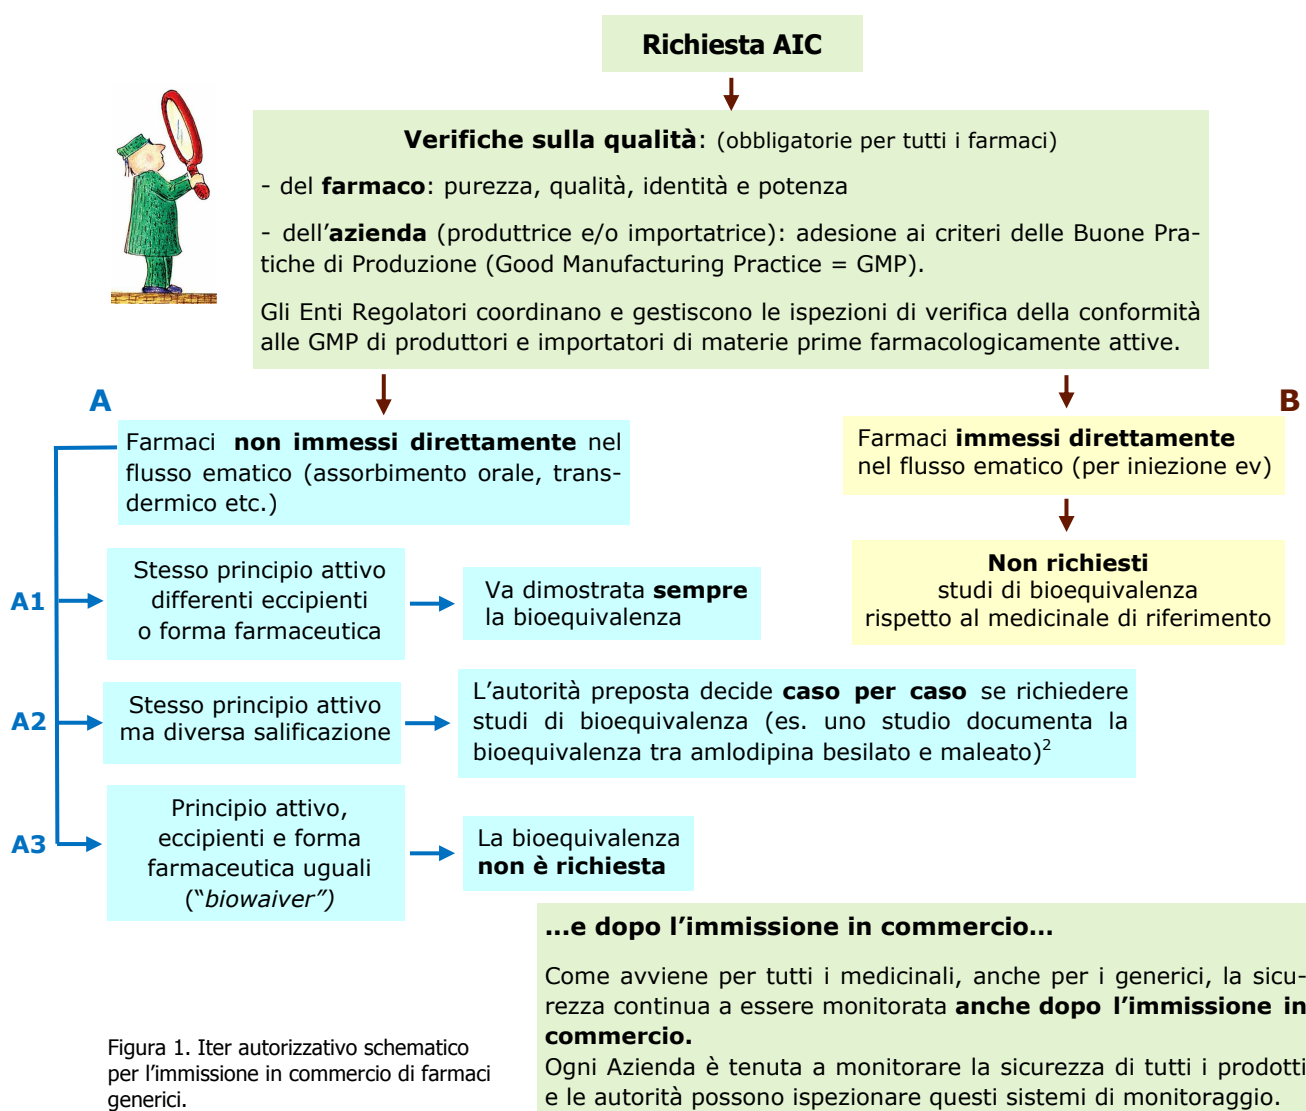 Richiesta AIC
Verifiche sulla qualità: (obbligatorie per tutti i farmaci)
- del farmaco: purezza, qualità, identità e potenza
- dell’azienda (produttrice e/o importatrice): adesione ai criteri delle Buone Pra-
tiche di Produzione (Good Manufacturing Practice = GMP).
Gli Enti Regolatori coordinano e gestiscono le ispezioni di verifica della conformità
alle GMP di produttori e importatori di materie prime farmacologicamente attive.
A
Farmaci non immessi direttamente nel
flusso ematico (assorbimento orale, trans-
dermico etc.)
B
Farmaci immessi direttamente
nel flusso ematico (per iniezione ev)
Non richiesti
studi di bioequivalenza
rispetto al medicinale di riferimento
A1
Stesso principio attivo
differenti eccipienti
o forma farmaceutica
Va dimostrata sempre
la bioequivalenza
A2
Stesso principio attivo
ma diversa salificazione
L’autorità preposta decide caso per caso se richiedere
studi di bioequivalenza (es. uno studio documenta la
bioequivalenza tra amlodipina besilato e maleato)²
A3
Principio attivo,
eccipienti e forma
farmaceutica uguali
(“biowaiver”)
La bioequivalenza
non è richiesta
…e dopo l’immissione in commercio…
Come avviene per tutti i medicinali, anche per i generici, la sicu-
rezza continua a essere monitorata anche dopo l’immissione in
commercio.
Ogni Azienda è tenuta a monitorare la sicurezza di tutti i prodotti
e le autorità possono ispezionare questi sistemi di monitoraggio.
Figura 1. Iter autorizzativo schematico
per l’immissione in commercio di farmaci
generici.